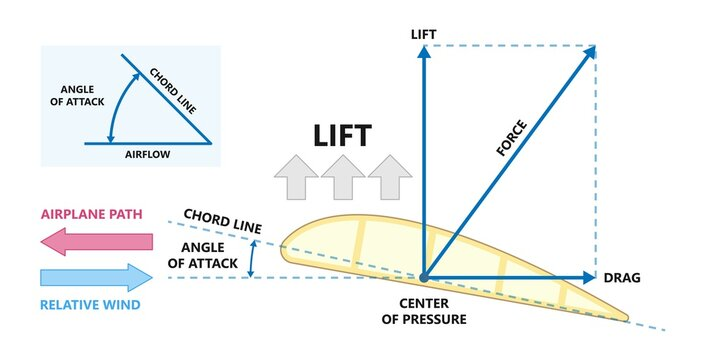 LIFT
ANGLE
OF ATTACK
CHORD LINE
AIRFLOW
LIFT
FORCE
AIRPLANE PATH
CHORD LINE
ANGLE
OF ATTACK
RELATIVE WIND
DRAG
CENTER
OF PRESSURE